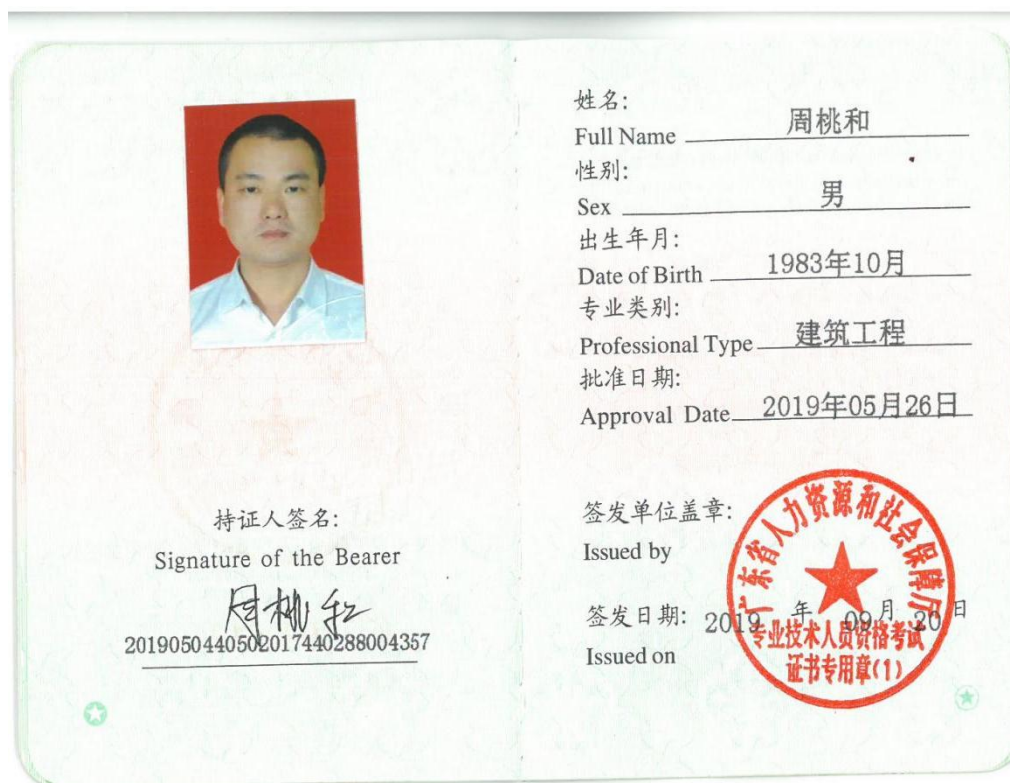 持证人签名:
Signature of the Bearer
周桃和
2019050440502017440288004357
姓名:
Full Name 周桃和
性别:
Sex 男
出生年月:
Date of Birth 1983年10月
专业类别:
Professional Type 建筑工程
批准日期:
Approval Date 2019年05月26日
签发单位盖章:
Issued by
广东省人力资源和社会保障厅
专业技术人员资格考试
证书专用章(1)
签发日期: 2019 年 09 月 20 日
Issued on